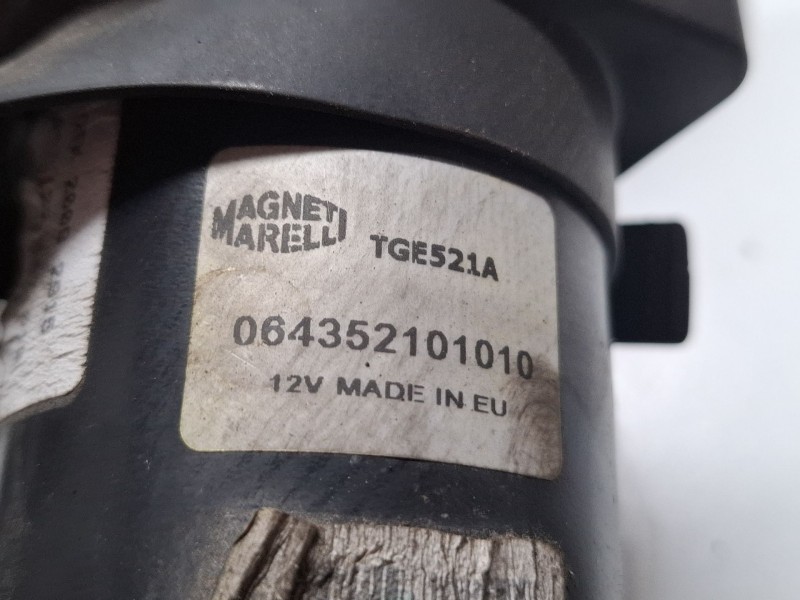 MAGNETI
MARELLI
TGE521A
064352101010
12V MADE IN EU